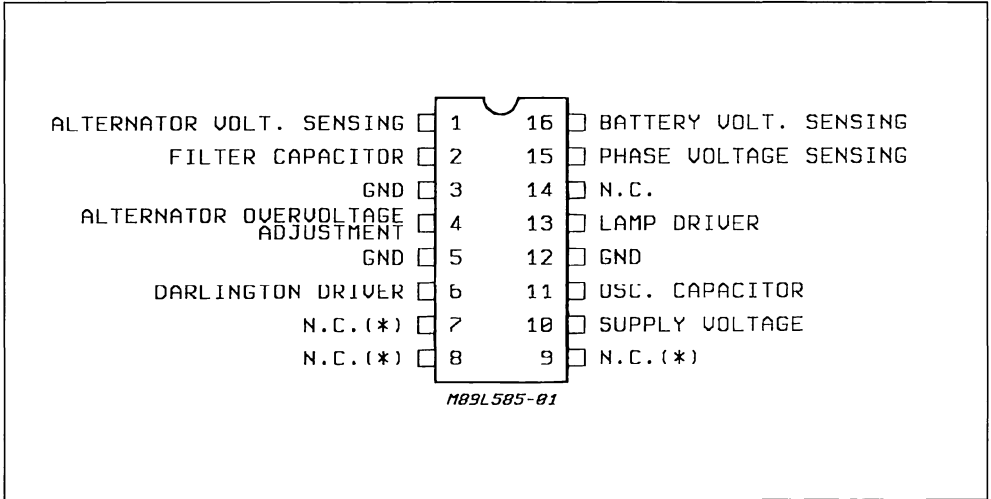 ALTERNATOR VOLT. SENSING 1 16 BATTERY VOLT. SENSING
FILTER CAPACITOR 2 15 PHASE VOLTAGE SENSING
GND 3 14 N.C.
ALTERNATOR OVERVOLTAGE
ADJUSTMENT 4 13 LAMP DRIVER
GND 5 12 GND
DARLINGTON DRIVER 6 11 OSC. CAPACITOR
N.C.(*) 7 10 SUPPLY VOLTAGE
N.C.(*) 8 9 N.C.(*)
M89L585-01